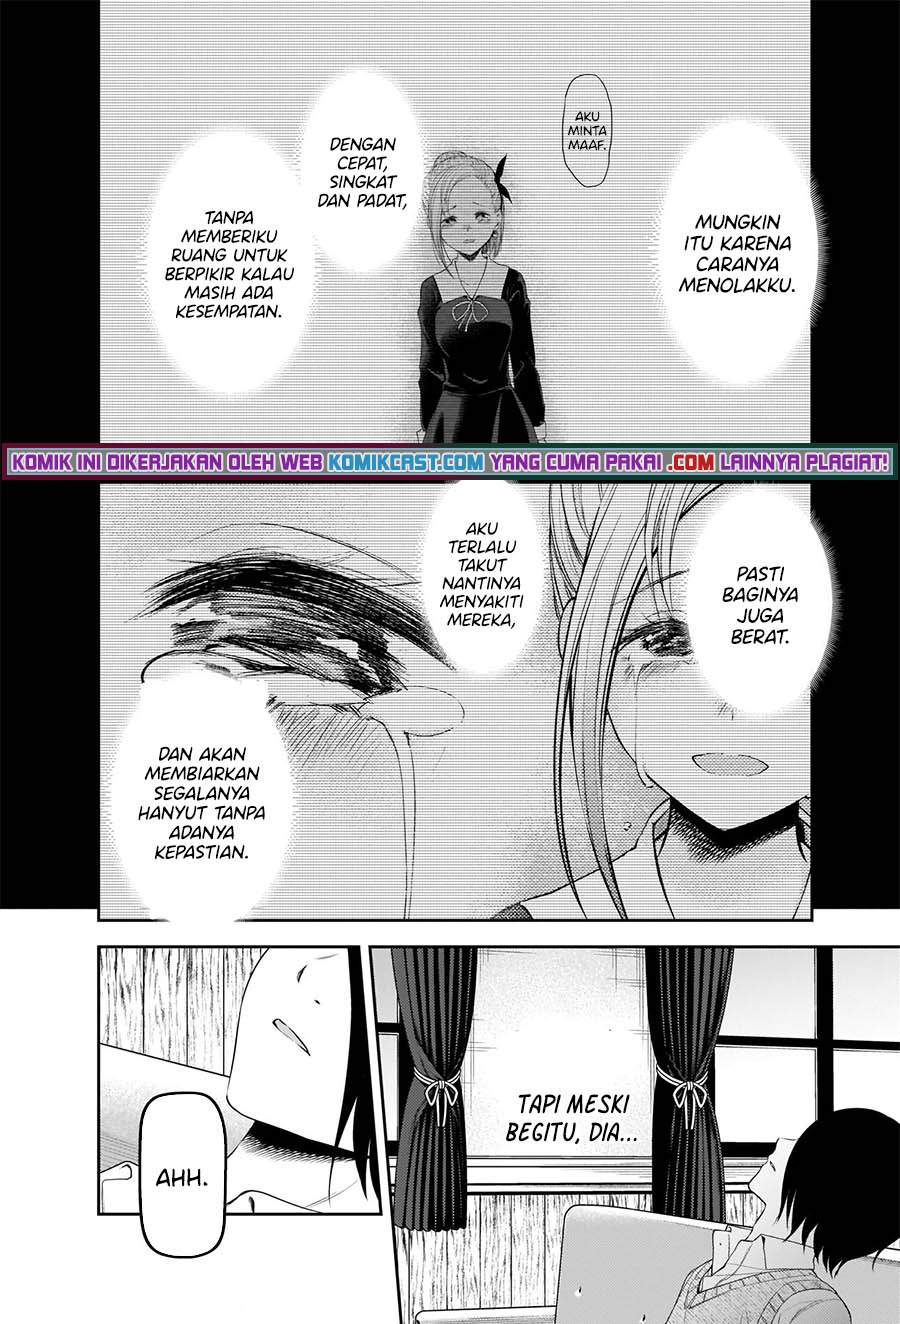 AKU
MINTA
MAAF.
MUNGKIN
ITU KARENA
CARANYA
MENOLAKKU.
DENGAN
CEPAT,
SINGKAT
DAN PADAT,
TANPA
MEMBERIKU
RUANG UNTUK
BERPIKIR KALAU
MASIH ADA
KESEMPATAN.
KOMIK INI DIKERJAKAN OLEH WEB KOMIKCAST.COM YANG CUMA PAKAI .COM LAINNYA PLAGIAT!
PASTI
BAGINYA
JUGA
BERAT.
AKU
TERLALU
TAKUT
NANTINYA
MENYAKITI
MEREKA,
DAN AKAN
MEMBIARKAN
SEGALANYA
HANYUT TANPA
ADANYA
KEPASTIAN.
TAPI MESKI
BEGITU, DIA...
AHH.